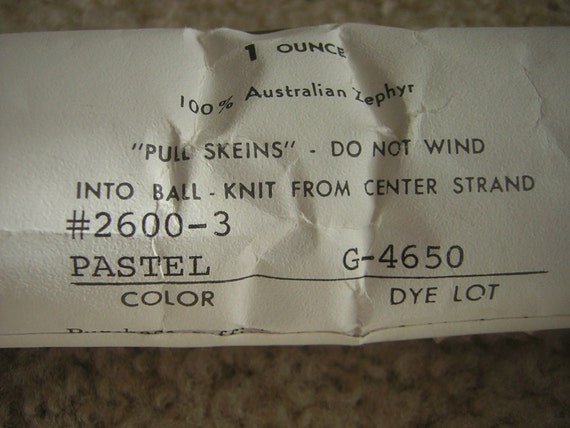 1 OUNCE
100% Australian Zephyr
"PULL SKEINS" - DO NOT WIND
INTO BALL - KNIT FROM CENTER STRAND
#2600-3
PASTEL G-4650
COLOR DYE LOT